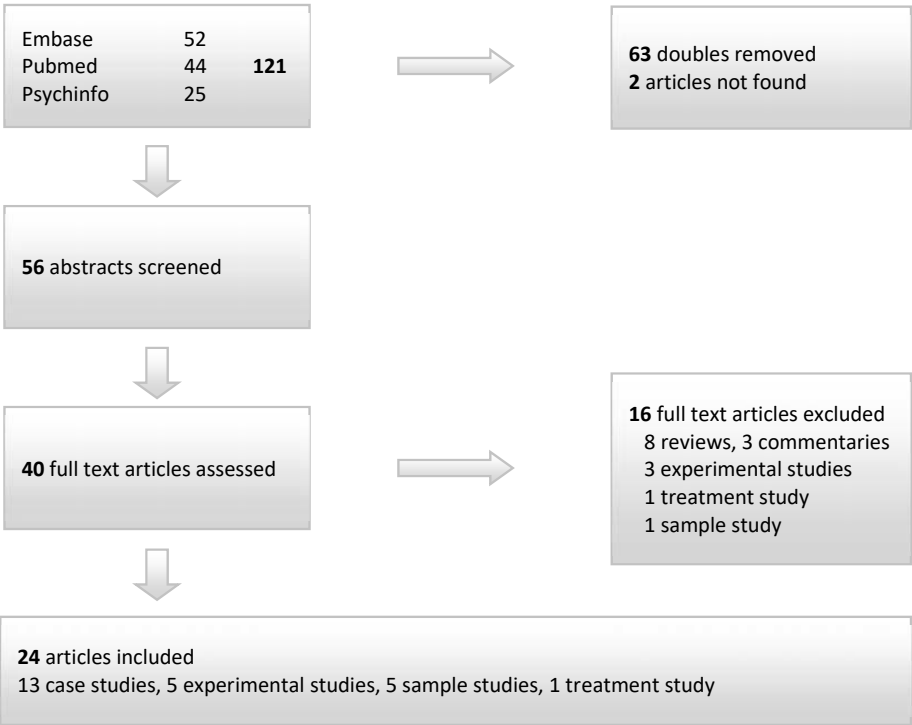 Embase 52
Pubmed 44 121
Psychinfo 25
63 doubles removed
2 articles not found
56 abstracts screened
40 full text articles assessed
16 full text articles excluded
8 reviews, 3 commentaries
3 experimental studies
1 treatment study
1 sample study
24 articles included
13 case studies, 5 experimental studies, 5 sample studies, 1 treatment study